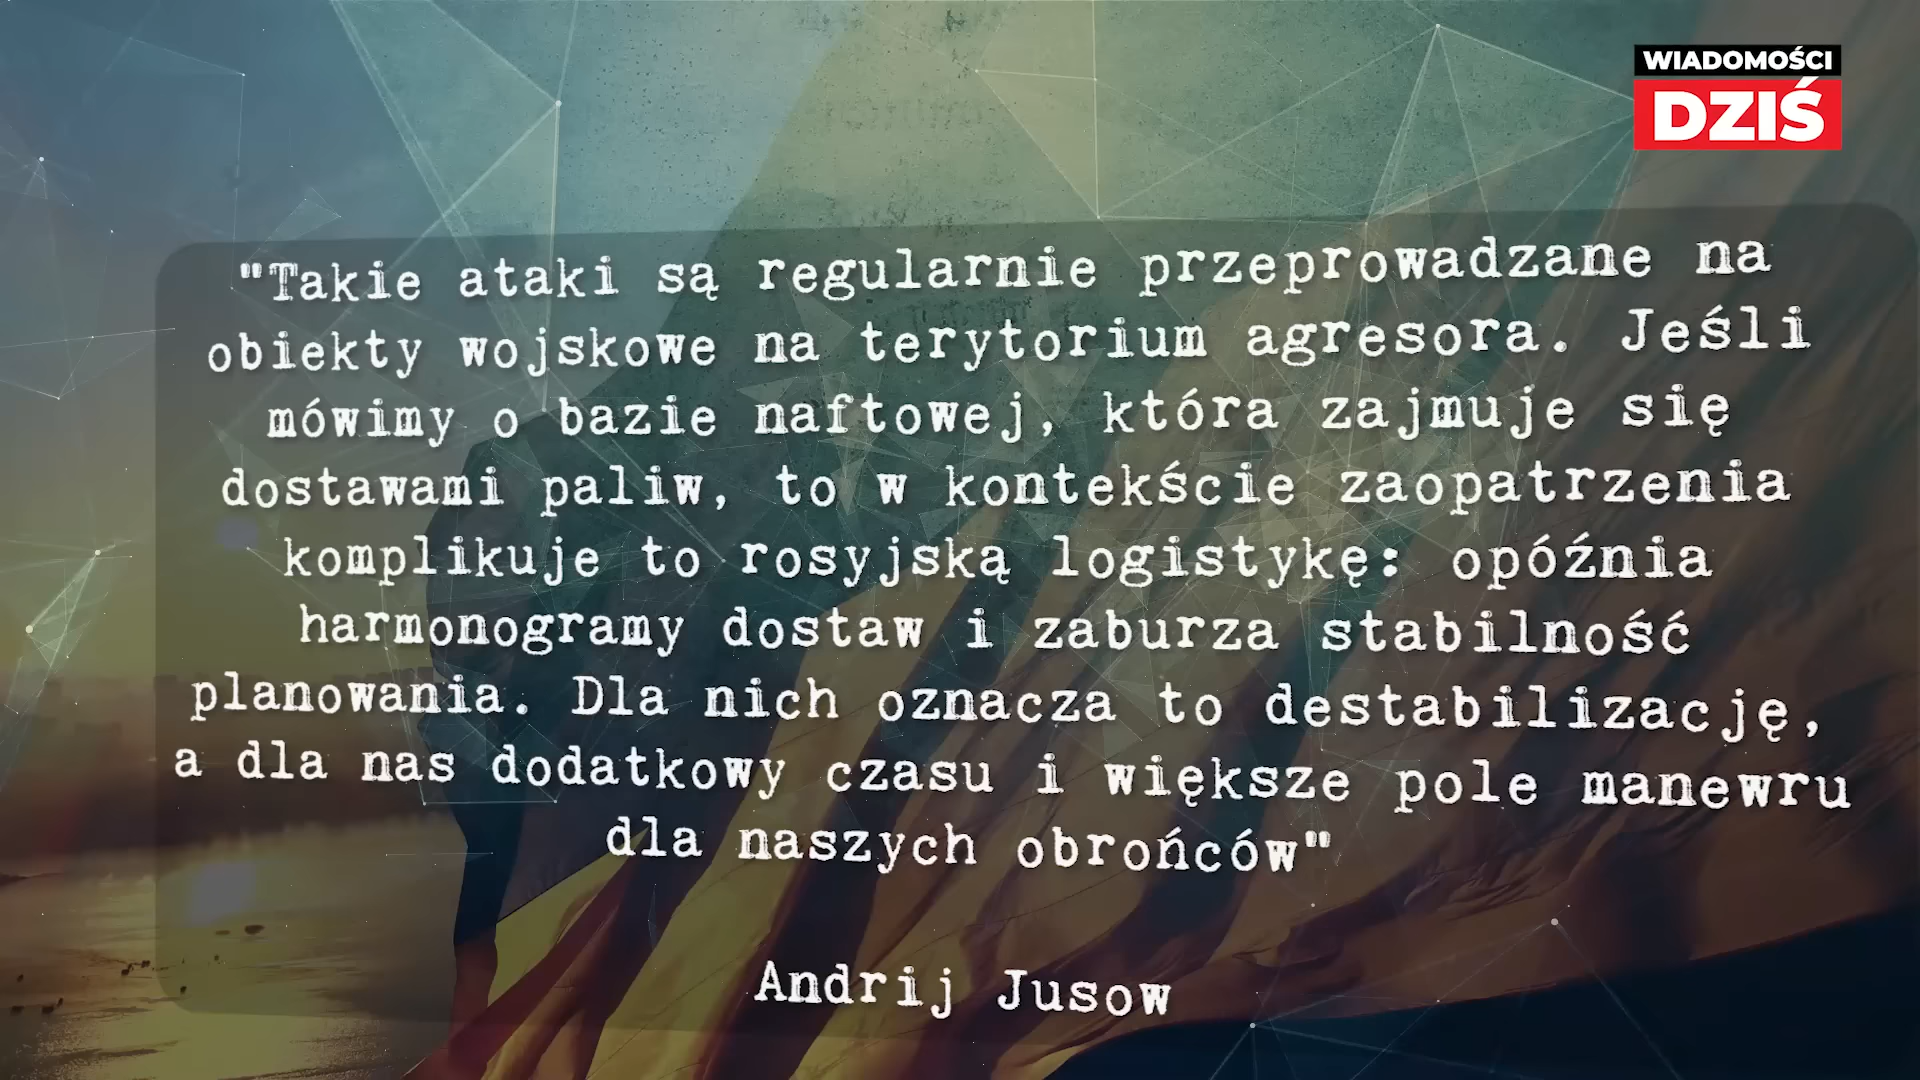 WIADOMOŚCI
DZIŚ
"Takie ataki są regularnie przeprowadzane na
obiekty wojskowe na terytorium agresora. Jeśli
mówimy o bazie naftowej, która zajmuje się
dostawami paliw, to w kontekście zaopatrzenia
komplikuje to rosyjską logistykę: opóźnia
harmonogramy dostaw i zaburza stabilność
planowania. Dla nich oznacza to destabilizację,
a dla nas dodatkowy czasu i większe pole manewru
dla naszych obrońców"
Andrij Jusow